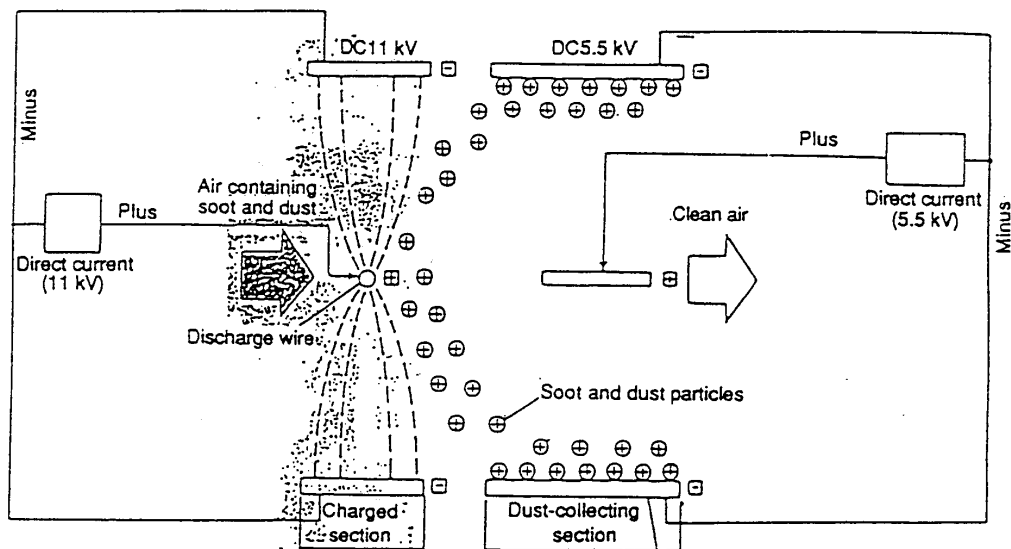 DC11 kV
DC5.5 kV
Minus
Plus
Air containing
soot and dust
Plus
Clean air
Direct current
(5.5 kV)
Minus
Direct current
(11 kV)
Discharge wire
Soot and dust particles
Charged
section
Dust-collecting
section